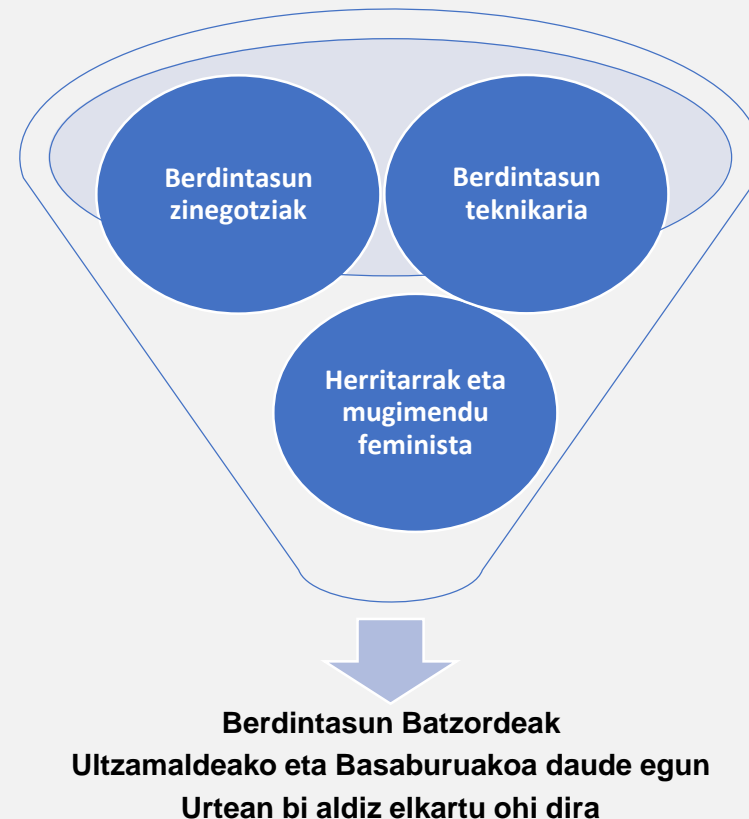 Berdintasun
zinegotziak
Berdintasun
teknikaria
Herritarrak eta
mugimendu
feminista
Berdintasun Batzordeak
Ultzamaldeako eta Basaburuakoa daude egun
Urtean bi aldiz elkartu ohi dira